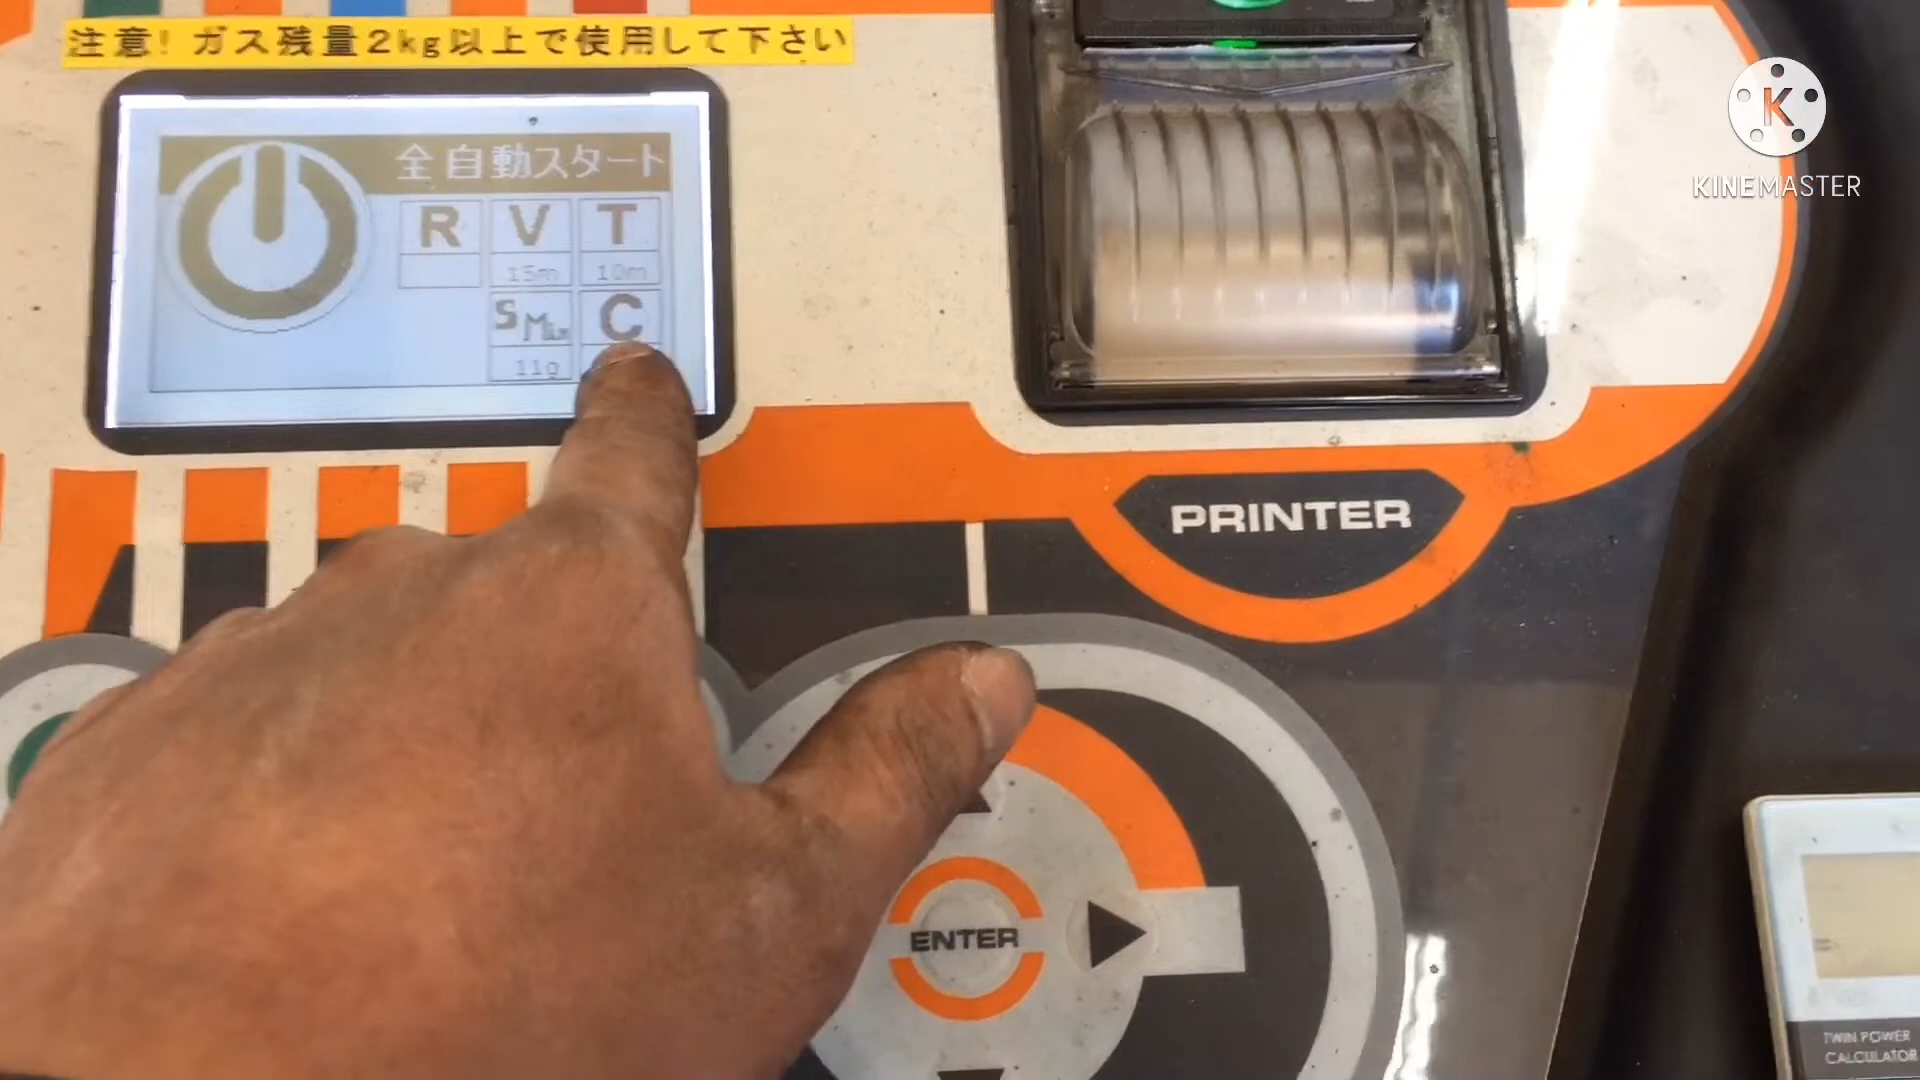 注意! ガス残量2kg以上で使用して下さい
全自動スタート
R V T
15m 10m
S Mix C
11g
PRINTER
ENTER
K
KINEMASTER
TWIN POWER
CALCULATOR